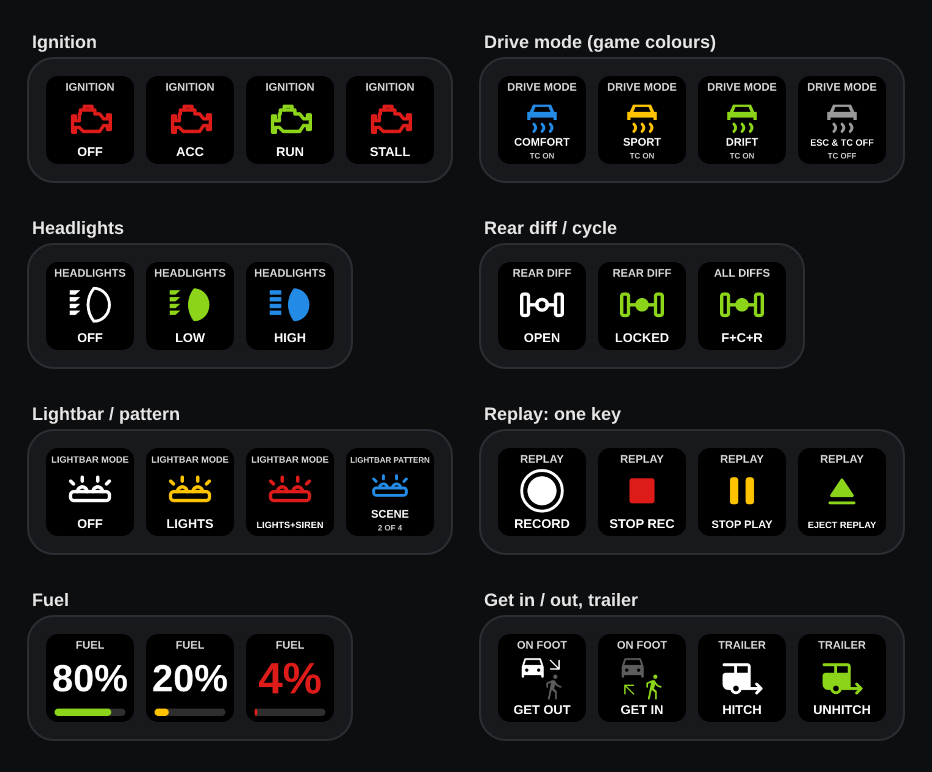 Ignition
IGNITION
OFF
IGNITION
ACC
IGNITION
RUN
IGNITION
STALL
Drive mode (game colours)
DRIVE MODE
COMFORT
TC ON
DRIVE MODE
SPORT
TC ON
DRIVE MODE
DRIFT
TC ON
DRIVE MODE
ESC & TC OFF
TC OFF
Headlights
HEADLIGHTS
OFF
HEADLIGHTS
LOW
HEADLIGHTS
HIGH
Rear diff / cycle
REAR DIFF
OPEN
REAR DIFF
LOCKED
ALL DIFFS
F+C+R
Lightbar / pattern
LIGHTBAR MODE
OFF
LIGHTBAR MODE
LIGHTS
LIGHTBAR MODE
LIGHTS+SIREN
LIGHTBAR PATTERN
SCENE
2 OF 4
Replay: one key
REPLAY
RECORD
REPLAY
STOP REC
REPLAY
STOP PLAY
REPLAY
EJECT REPLAY
Fuel
FUEL
80%
FUEL
20%
FUEL
4%
Get in / out, trailer
ON FOOT
GET OUT
ON FOOT
GET IN
TRAILER
HITCH
TRAILER
UNHITCH